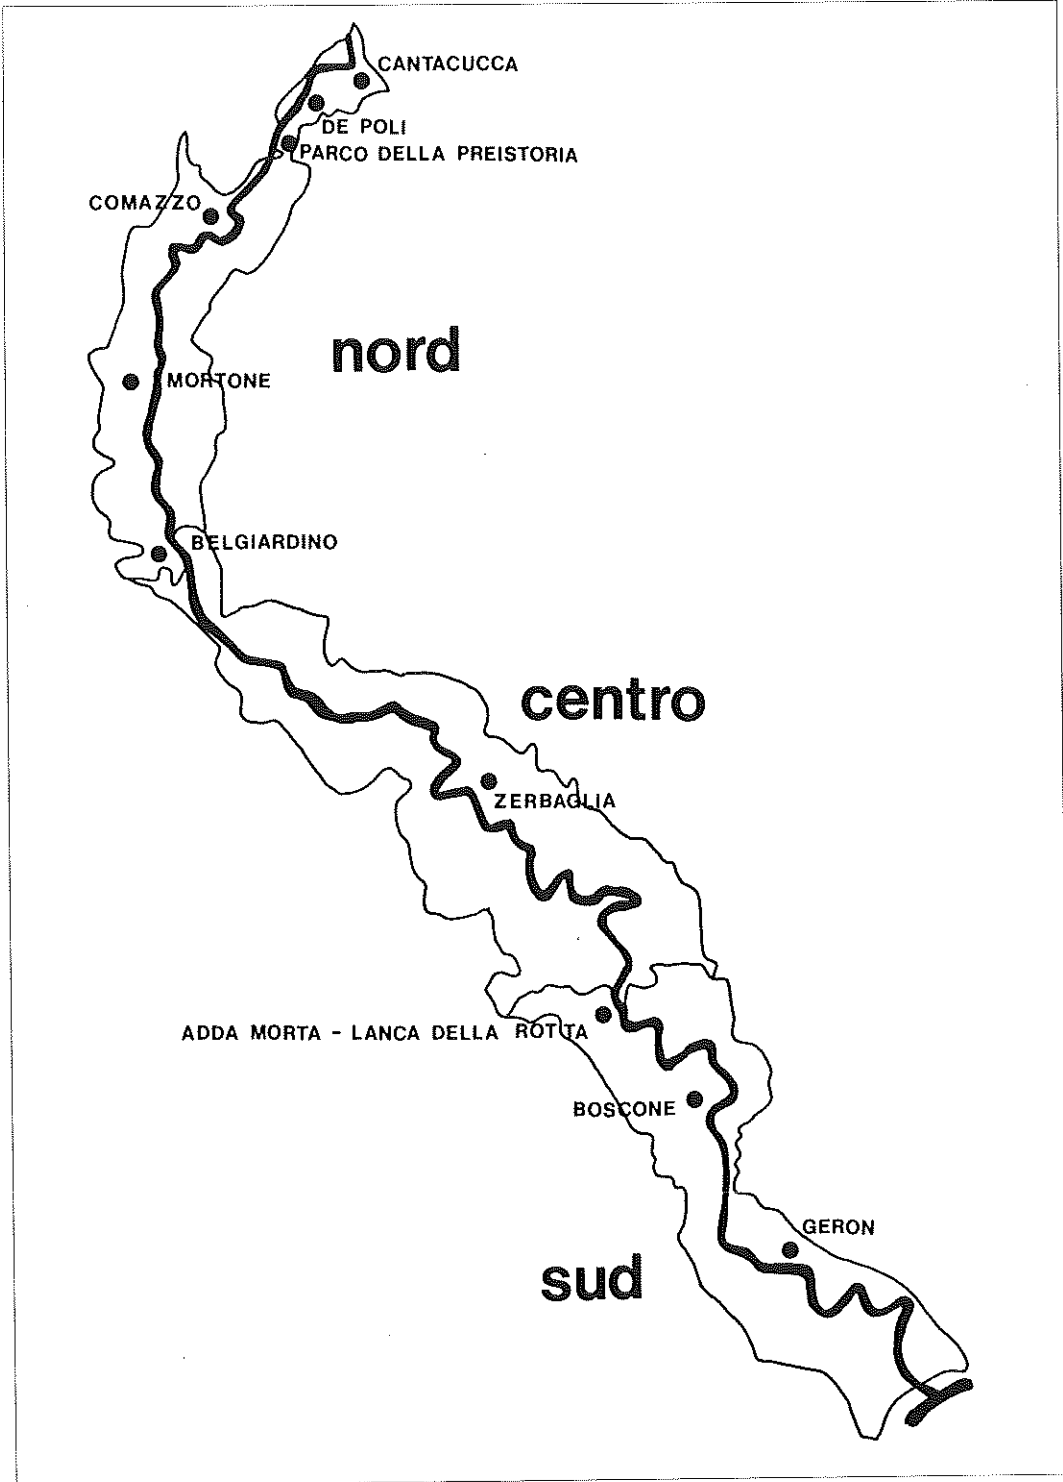 CANTACUCCA
DE POLI
PARCO DELLA PREISTORIA
COMAZZO
nord
MORTONE
BELGIARDINO
centro
ZERBAGLIA
ADDA MORTA - LANCA DELLA ROTTA
BOSCONE
GERON
sud